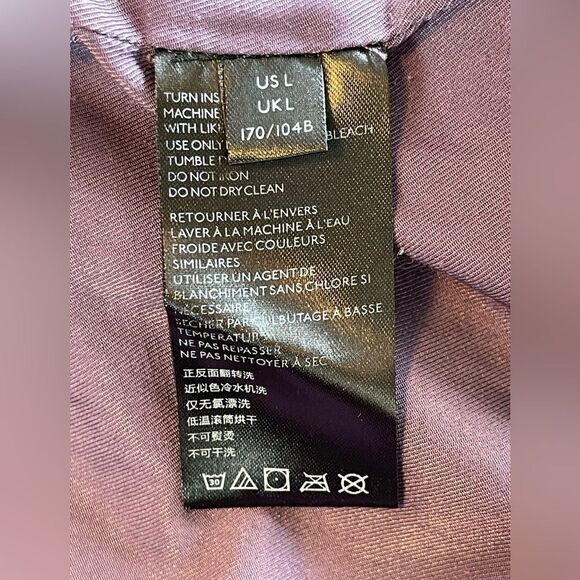 US L
UK L
170/104B
TURN INS
MACHINE
WITH LIK
USE ONLY BLEACH
TUMBLE
DO NOT IRON
DO NOT DRY CLEAN
RETOURNER À L'ENVERS
LAVER À LA MACHINE À L'EAU
FROIDE AVEC COULEURS
SIMILAIRES
UTILISER UN AGENT DE
BLANCHIMENT SANS CHLORE SI
NÉCESSAIRE
SÉCHER PAR CULBUTAGE À BASSE
TEMPÉRATUR
NE PAS REPASSER
NE PAS NETTOYER À SEC
正反面翻转洗
近似色冷水机洗
仅无氯漂洗
低温滚筒烘干
不可熨烫
不可干洗
30